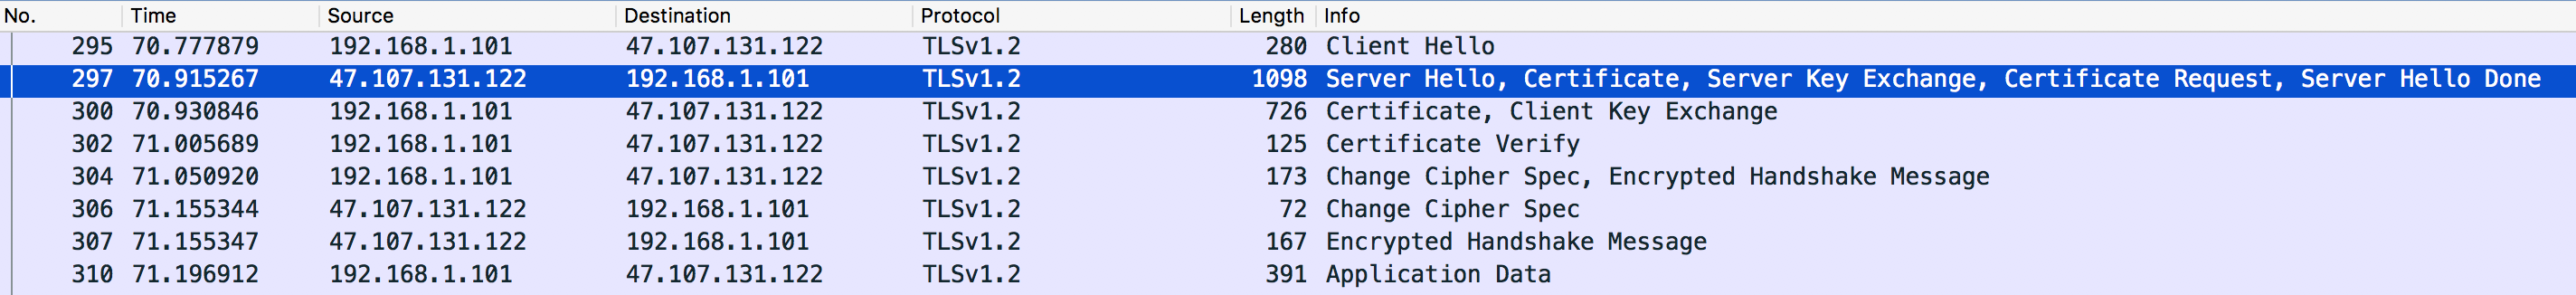 No. Time Source Destination Protocol Length Info
295 70.777879 192.168.1.101 47.107.131.122 TLSv1.2 280 Client Hello
297 70.915267 47.107.131.122 192.168.1.101 TLSv1.2 1098 Server Hello, Certificate, Server Key Exchange, Certificate Request, Server Hello Done
300 70.930846 192.168.1.101 47.107.131.122 TLSv1.2 726 Certificate, Client Key Exchange
302 71.005689 192.168.1.101 47.107.131.122 TLSv1.2 125 Certificate Verify
304 71.050920 192.168.1.101 47.107.131.122 TLSv1.2 173 Change Cipher Spec, Encrypted Handshake Message
306 71.155344 47.107.131.122 192.168.1.101 TLSv1.2 72 Change Cipher Spec
307 71.155347 47.107.131.122 192.168.1.101 TLSv1.2 167 Encrypted Handshake Message
310 71.196912 192.168.1.101 47.107.131.122 TLSv1.2 391 Application Data